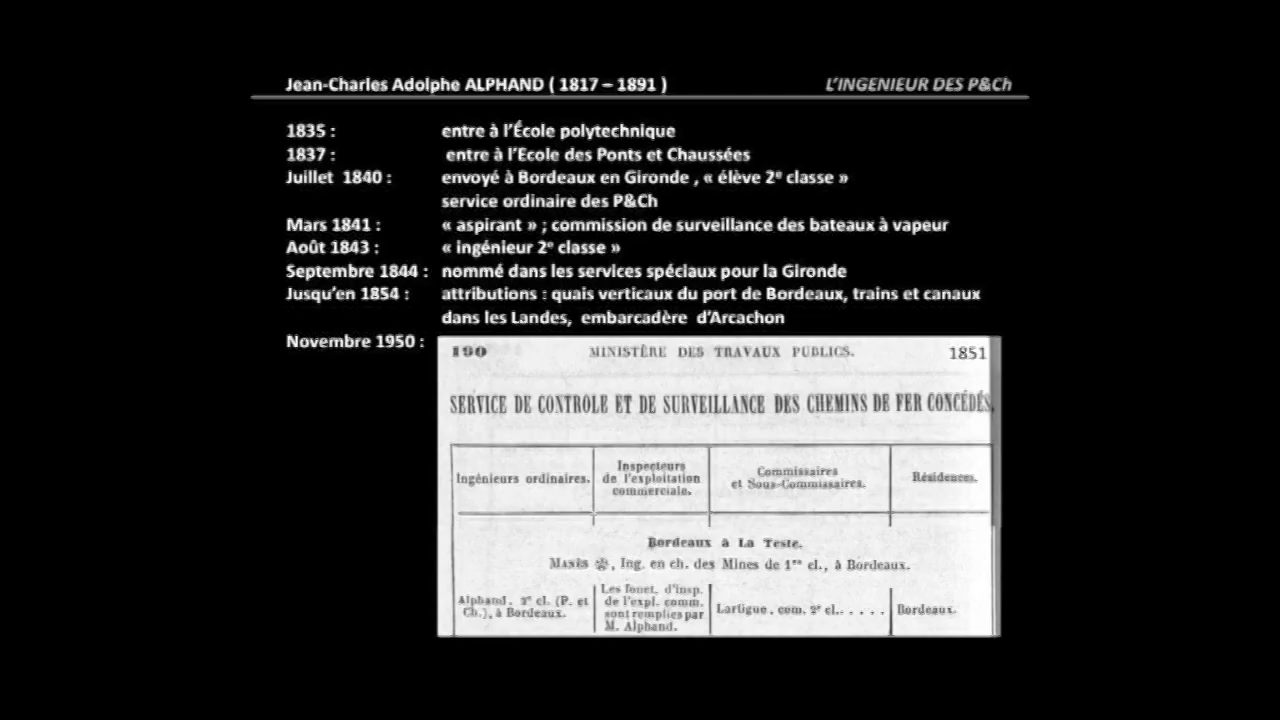 Jean-Charles Adolphe ALPHAND ( 1817 – 1891 ) L'INGENIEUR DES P&Ch
1835 : entre à l'École polytechnique
1837 : entre à l'Ecole des Ponts et Chaussées
Juillet 1840 : envoyé à Bordeaux en Gironde , « élève 2e classe »
service ordinaire des P&Ch
Mars 1841 : « aspirant » ; commission de surveillance des bateaux à vapeur
Août 1843 : « ingénieur 2e classe »
Septembre 1844 : nommé dans les services spéciaux pour la Gironde
Jusqu'en 1854 : attributions : quais verticaux du port de Bordeaux, trains et canaux
dans les Landes, embarcadère d'Arcachon
Novembre 1950 :
190 MINISTÈRE DES TRAVAUX PUBLICS. 1851
SERVICE DE CONTROLE ET DE SURVEILLANCE DES CHEMINS DE FER CONCÉDÉS.
Ingénieurs ordinaires.
Inspecteurs
de l'exploitation
commerciale.
Commissaires
et Sous-Commissaires.
Résidences.
Bordeaux à La Teste.
Manès, Ing. en ch. des Mines de 1re cl., à Bordeaux.
Alphand, 2e cl. (P. et
Ch.), à Bordeaux.
Les fonct. d'insp.
de l'expl. comm.
sont remplies par
M. Alphand.
Lartigue, com. 2e cl. . . . .
Bordeaux.